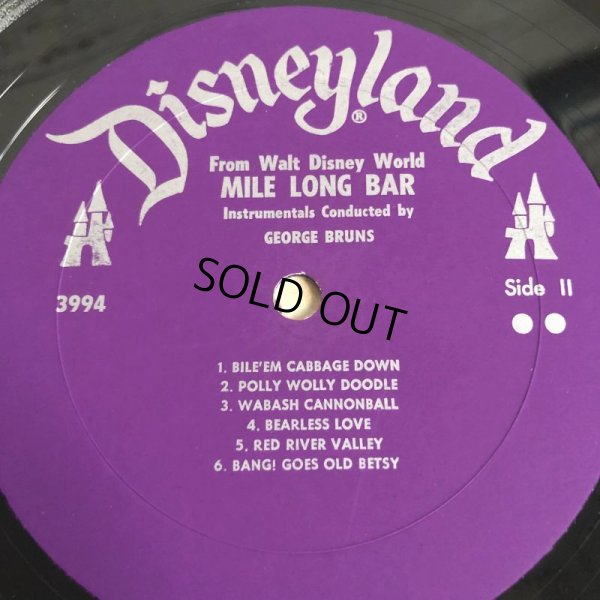 Disneyland®
From Walt Disney World
MILE LONG BAR
Instrumentals Conducted by
GEORGE BRUNS
3994
Side II
SOLD OUT
1. BILE'EM CABBAGE DOWN
2. POLLY WOLLY DOODLE
3. WABASH CANNONBALL
4. BEARLESS LOVE
5. RED RIVER VALLEY
6. BANG! GOES OLD BETSY